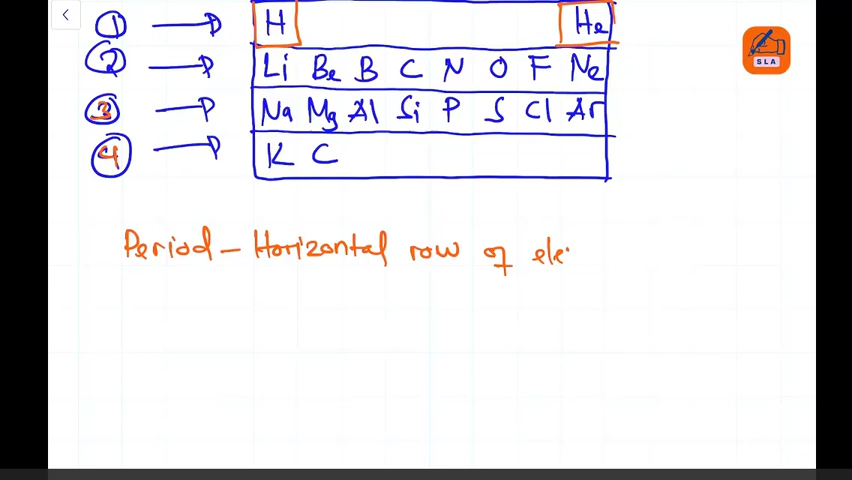 ① → P H He
② → P Li Be B C N O F Ne
③ → P Na Mg Al Si P S Cl Ar
④ → P K C
Period - Horizontal row of ele
SLA